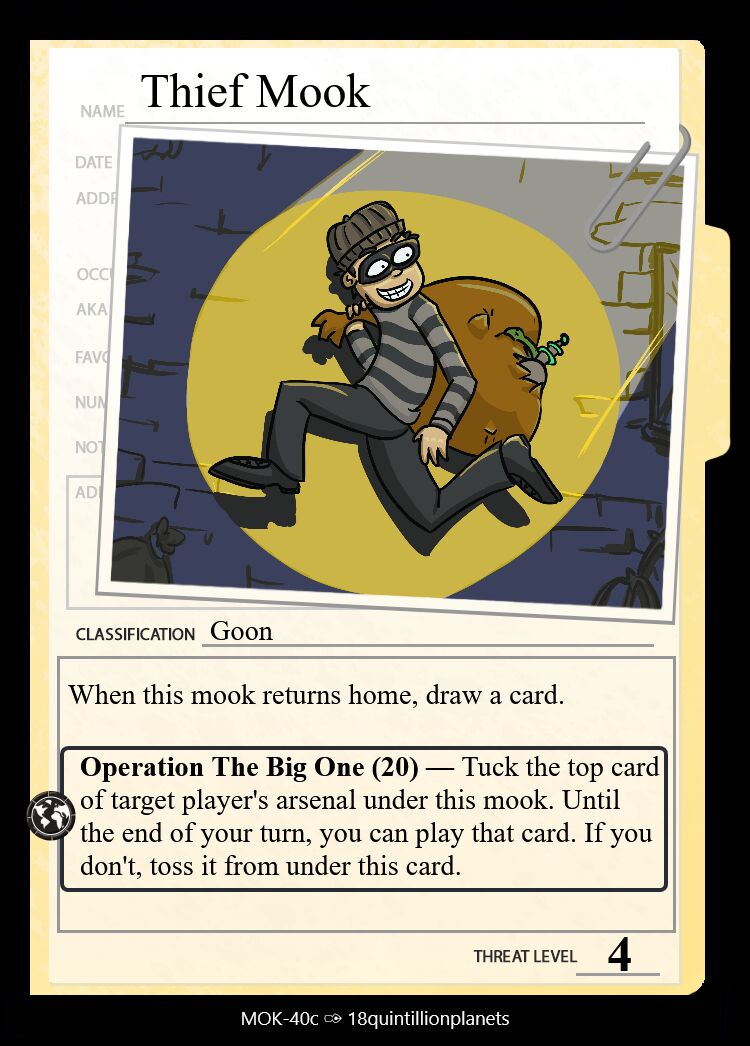 NAME Thief Mook
DATE
ADDR
OCCU
AKA
FAVO
NUM
NOT
ADD
CLASSIFICATION Goon
When this mook returns home, draw a card.
Operation The Big One (20) — Tuck the top card
of target player's arsenal under this mook. Until
the end of your turn, you can play that card. If you
don't, toss it from under this card.
THREAT LEVEL 4
MOK-40c ✑ 18quintillionplanets